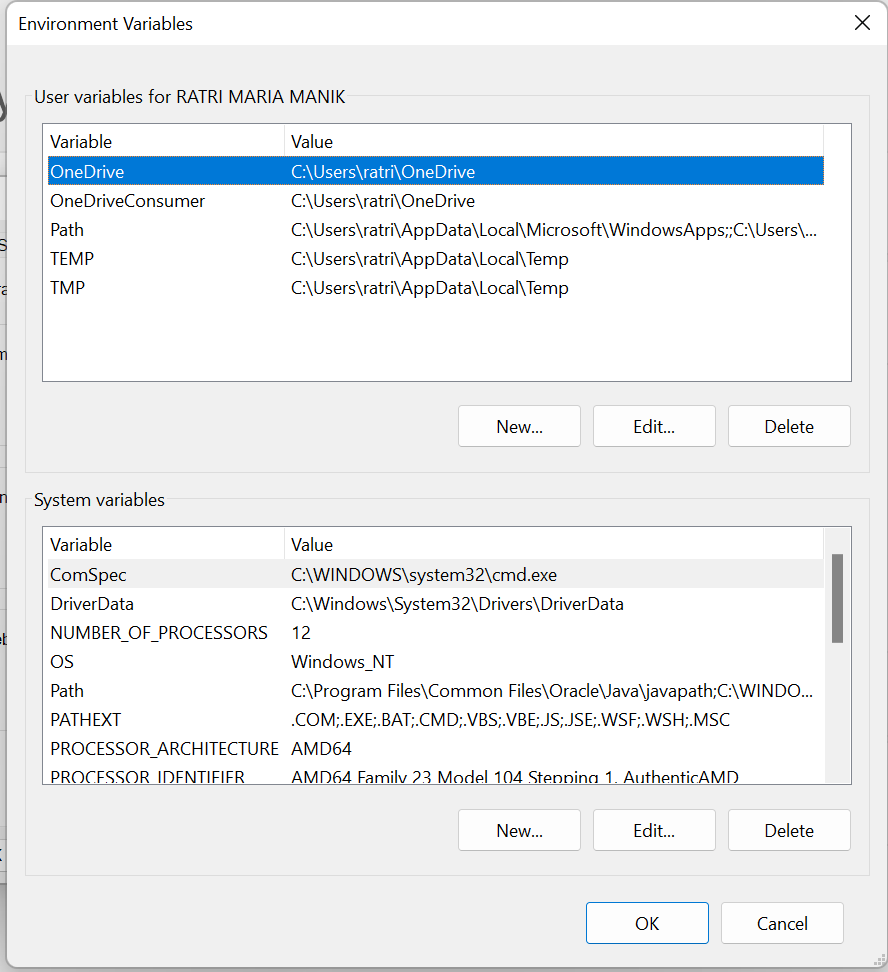 Environment Variables
User variables for RATRI MARIA MANIK
Variable Value
OneDrive C:\Users\ratri\OneDrive
OneDriveConsumer C:\Users\ratri\OneDrive
Path C:\Users\ratri\AppData\Local\Microsoft\WindowsApps;;C:\Users\...
TEMP C:\Users\ratri\AppData\Local\Temp
TMP C:\Users\ratri\AppData\Local\Temp
New... Edit... Delete
System variables
Variable Value
ComSpec C:\WINDOWS\system32\cmd.exe
DriverData C:\Windows\System32\Drivers\DriverData
NUMBER_OF_PROCESSORS 12
OS Windows_NT
Path C:\Program Files\Common Files\Oracle\Java\javapath;C:\WINDO...
PATHEXT .COM;.EXE;.BAT;.CMD;.VBS;.VBE;.JS;.JSE;.WSF;.WSH;.MSC
PROCESSOR_ARCHITECTURE AMD64
PROCESSOR_IDENTIFIER AMD64 Family 23 Model 104 Stepping 1, AuthenticAMD
New... Edit... Delete
OK Cancel